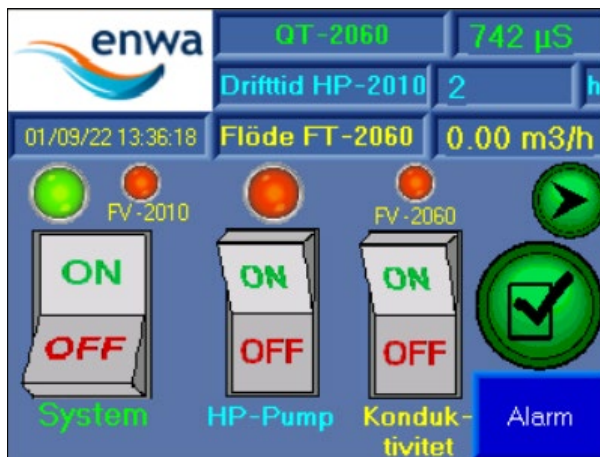 enwa
QT-2060 742 µS
Drifttid HP-2010 2 h
01/09/22 13:36:18 Flöde FT-2060 0.00 m3/h
FV-2010 FV-2060
ON ON ON
OFF OFF OFF
System HP-Pump Konduk-
tivitet
Alarm